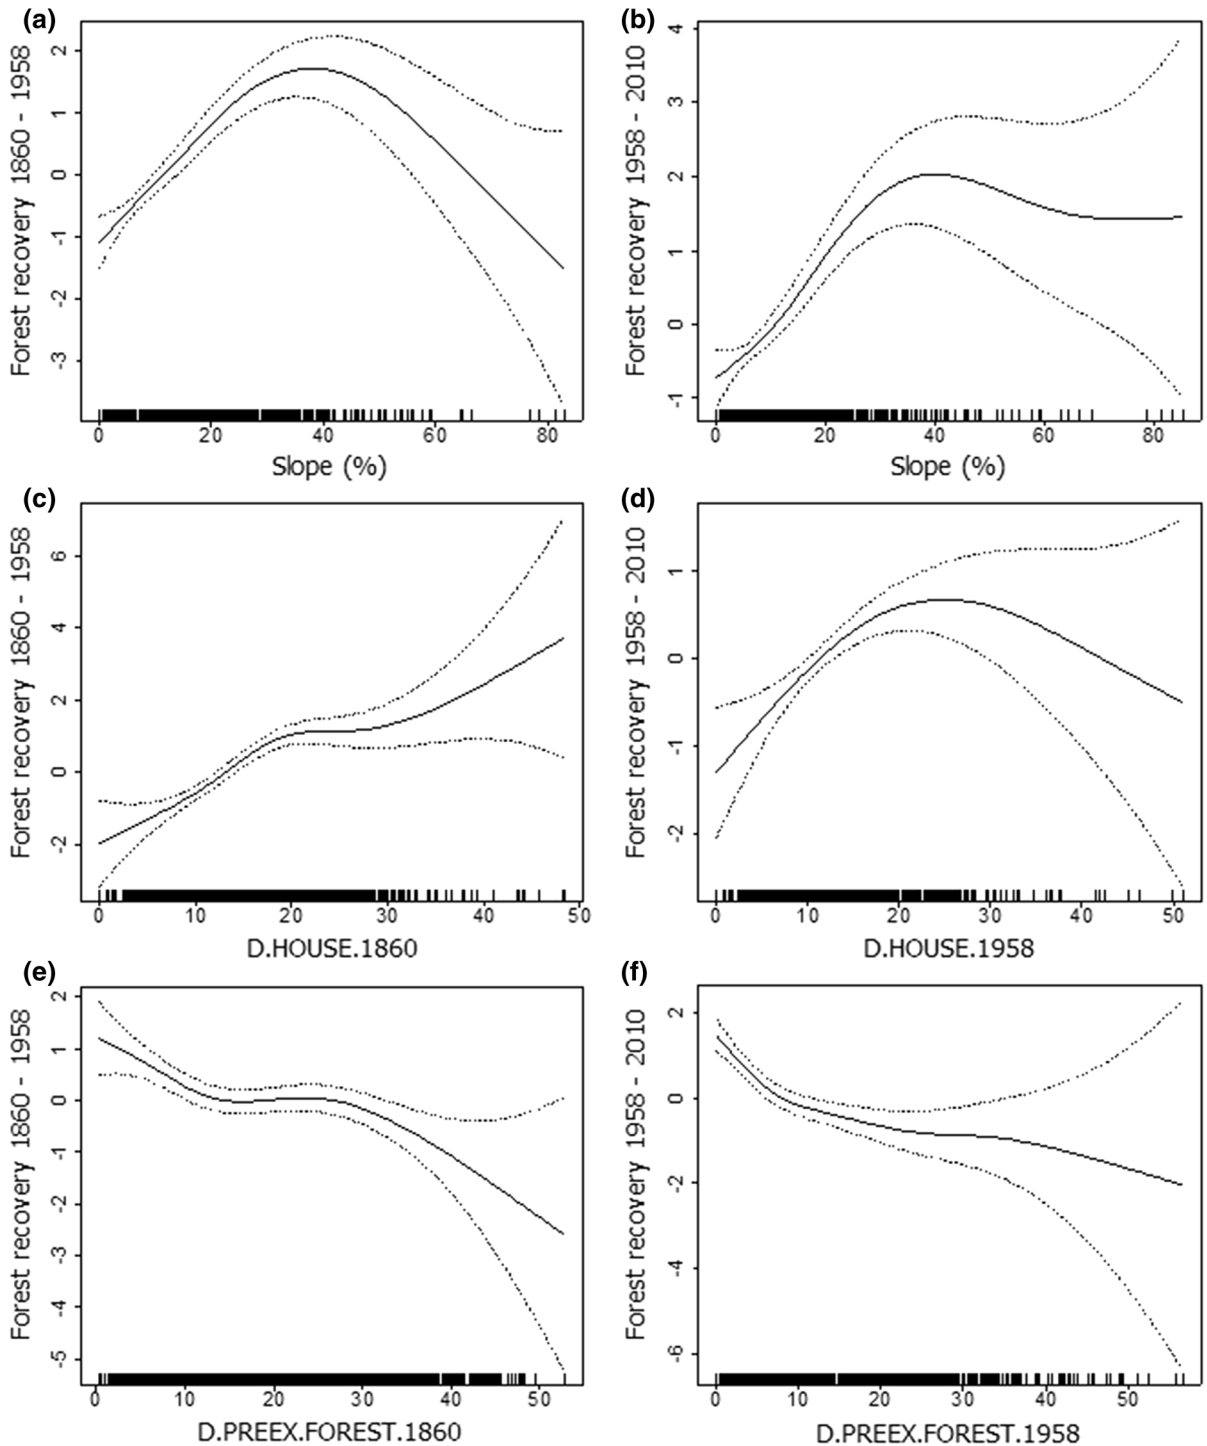 (a)
Forest recovery 1860 - 1958
2
1
0
-1
-2
-3
0 20 40 60 80
Slope (%)
(b)
Forest recovery 1958 - 2010
4
3
2
1
0
-1
0 20 40 60 80
Slope (%)
(c)
Forest recovery 1860 - 1958
6
4
2
0
-2
0 10 20 30 40 50
D.HOUSE.1860
(d)
Forest recovery 1958 - 2010
1
0
-1
-2
0 10 20 30 40 50
D.HOUSE.1958
(e)
Forest recovery 1860 - 1958
2
1
0
-1
-2
-3
-4
-5
0 10 20 30 40 50
D.PREEX.FOREST.1860
(f)
Forest recovery 1958 - 2010
2
0
-2
-4
-6
0 10 20 30 40 50
D.PREEX.FOREST.1958